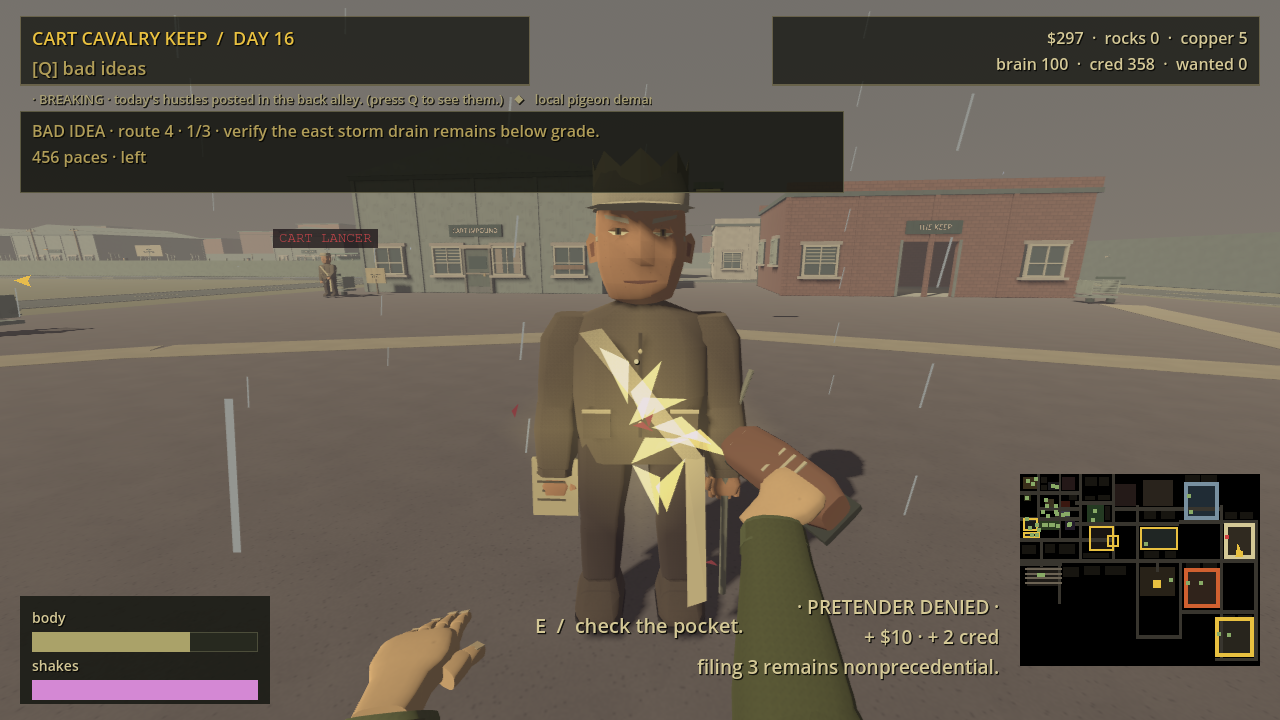 CART CAVALRY KEEP / DAY 16
[Q] bad ideas
$297 · rocks 0 · copper 5
brain 100 · cred 358 · wanted 0
· BREAKING · today's hustles posted in the back alley. (press Q to see them.) ◆ local pigeon
BAD IDEA · route 4 · 1/3 · verify the east storm drain remains below grade.
456 paces · left
CART LANCER
THE KEEP
E / check the pocket.
· PRETENDER DENIED ·
+ $10 · + 2 cred
filing 3 remains nonprecedential.
body
shakes